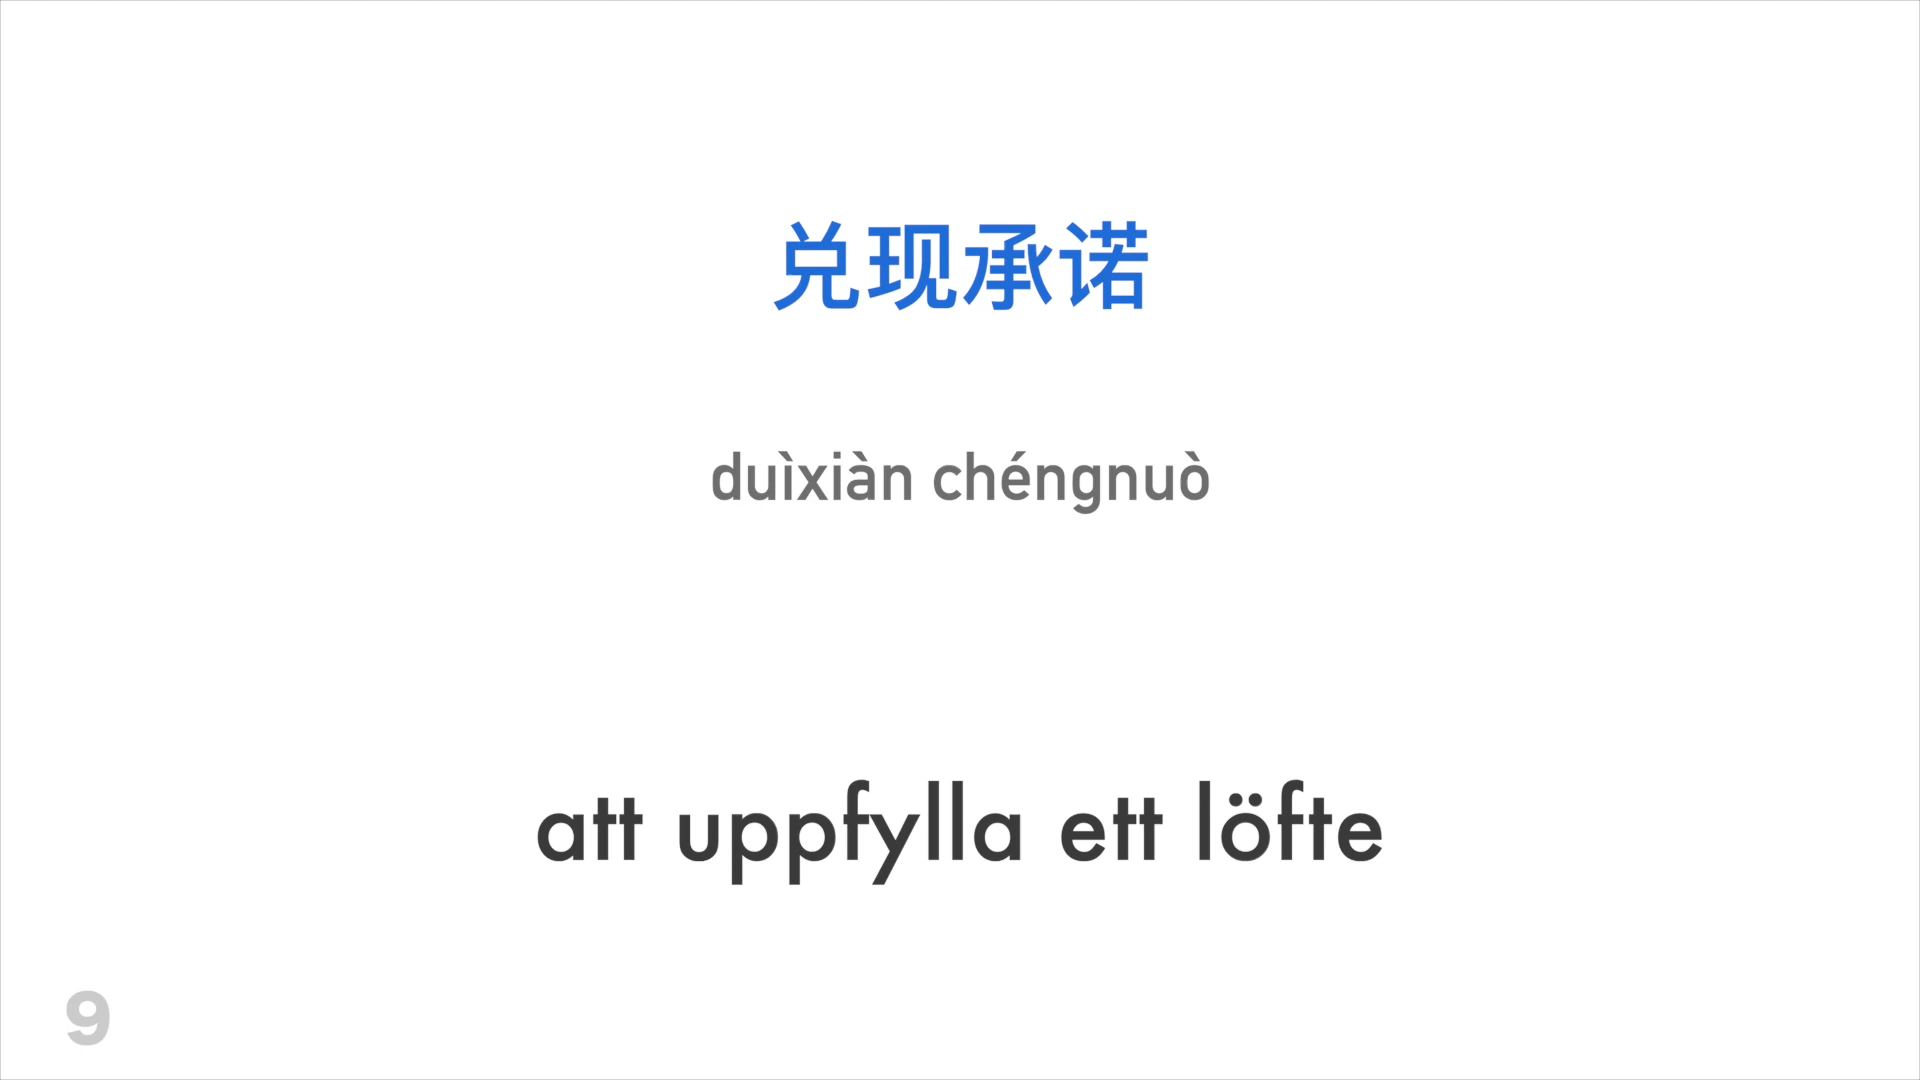 兑现承诺
duìxiàn chéngnuò
att uppfylla ett löfte
9